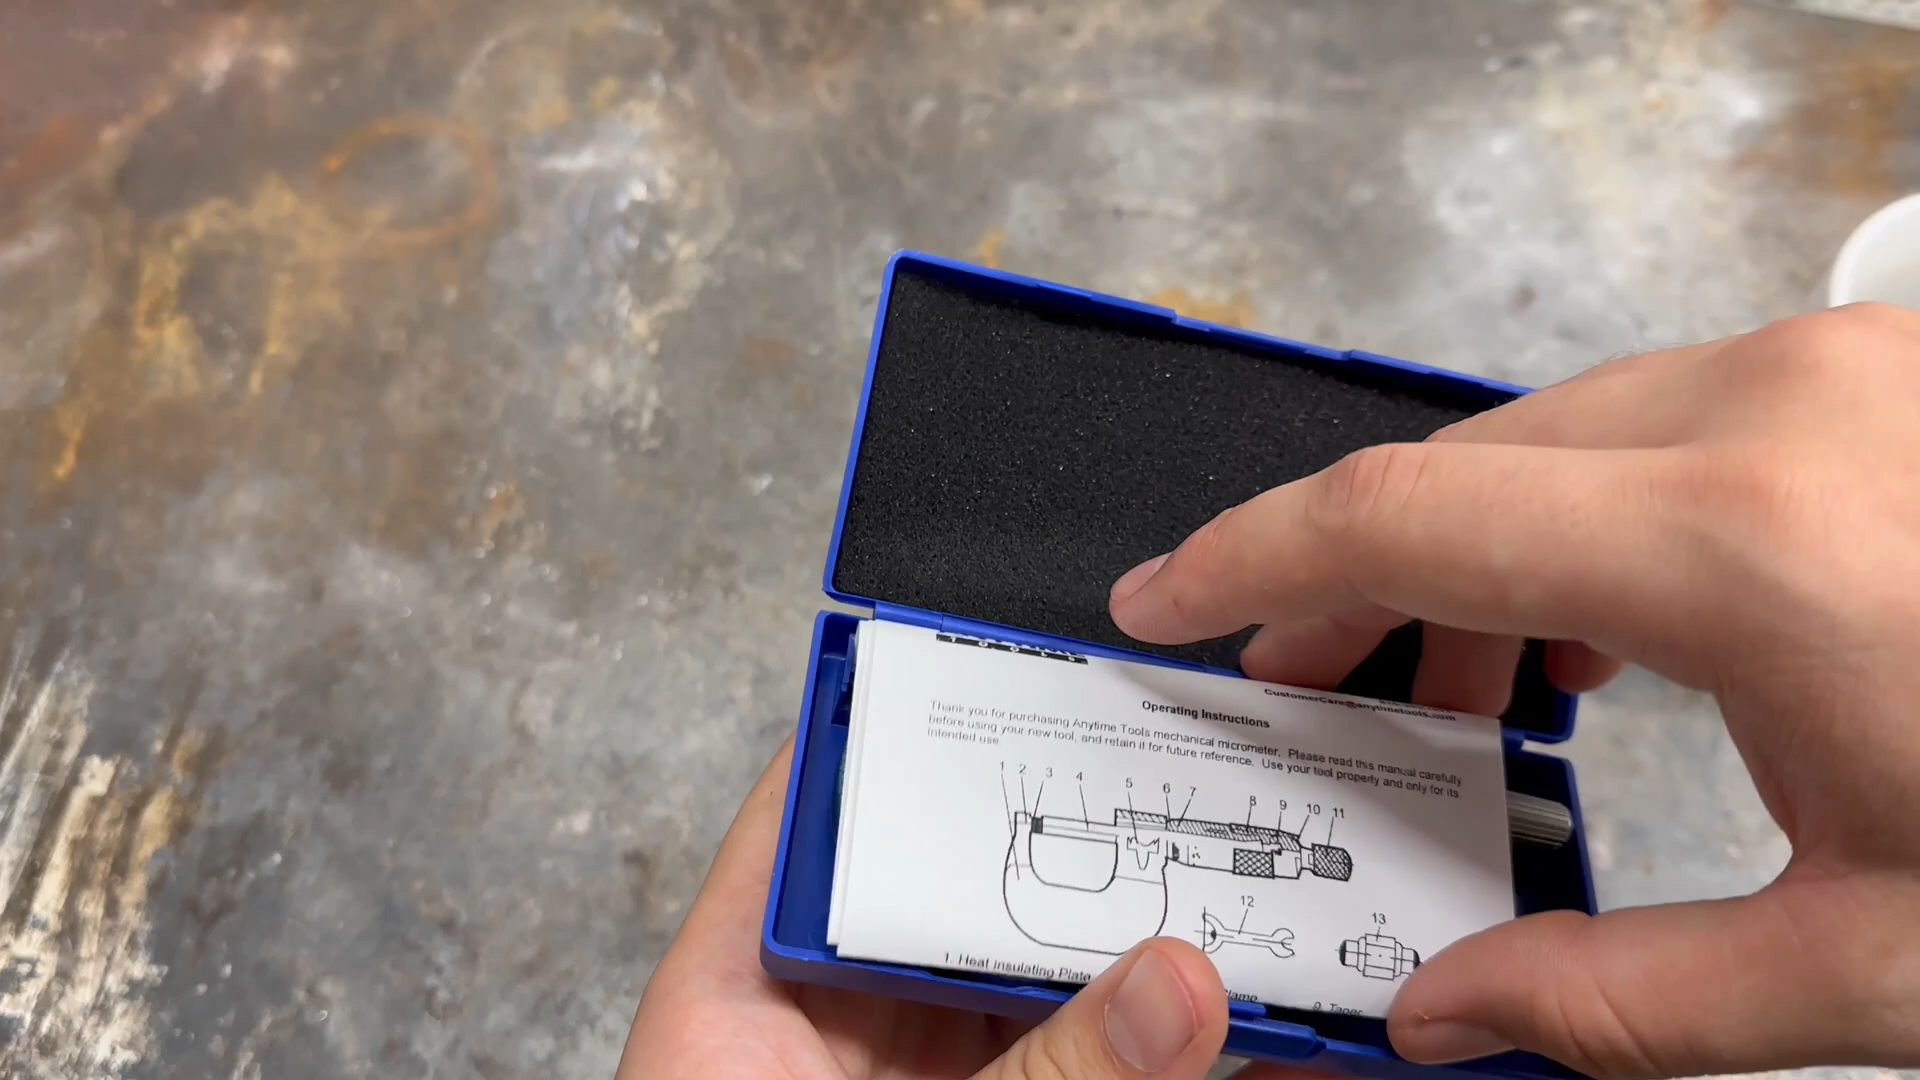 TOOLS
CustomerCare@anytimetools.com
Operating Instructions
Thank you for purchasing Anytime Tools mechanical micrometer. Please read this manual carefully
before using your new tool, and retain it for future reference. Use your tool properly and only for its
intended use
1 2 3 4 5 6 7 8 9 10 11
12
13
1. Heat insulating Plate
9. Taper